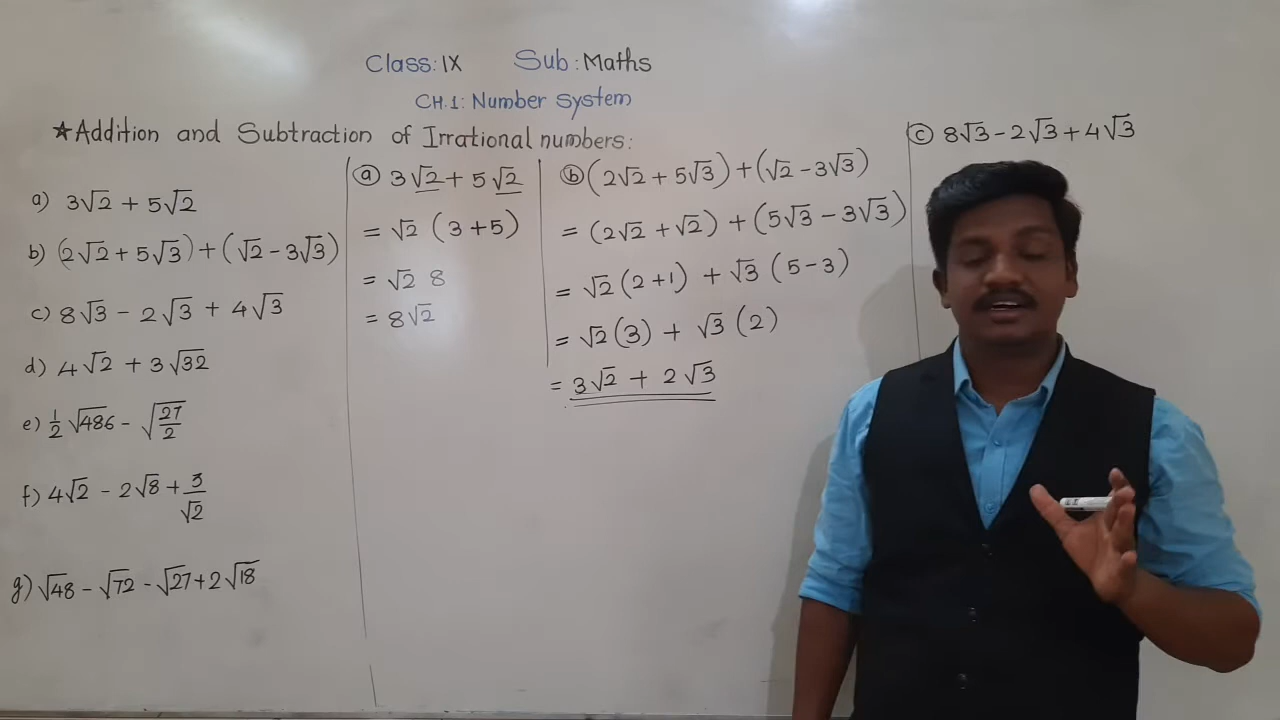 Class: IX Sub: Maths
CH.1: Number system
★Addition and Subtraction of Irrational numbers:
a) 3√2 + 5√2
b) (2√2 + 5√3) + (√2 - 3√3)
c) 8√3 - 2√3 + 4√3
d) 4√2 + 3√32
e) 1/2 √486 - √(27/2)
f) 4√2 - 2√8 + 3/√2
g) √48 - √72 - √27 + 2√18
ⓐ 3√2 + 5√2
= √2 (3+5)
= √2 8
= 8√2
ⓑ (2√2 + 5√3) + (√2 - 3√3)
= (2√2 + √2) + (5√3 - 3√3)
= √2 (2+1) + √3 (5-3)
= √2 (3) + √3 (2)
= 3√2 + 2√3
ⓒ 8√3 - 2√3 + 4√3